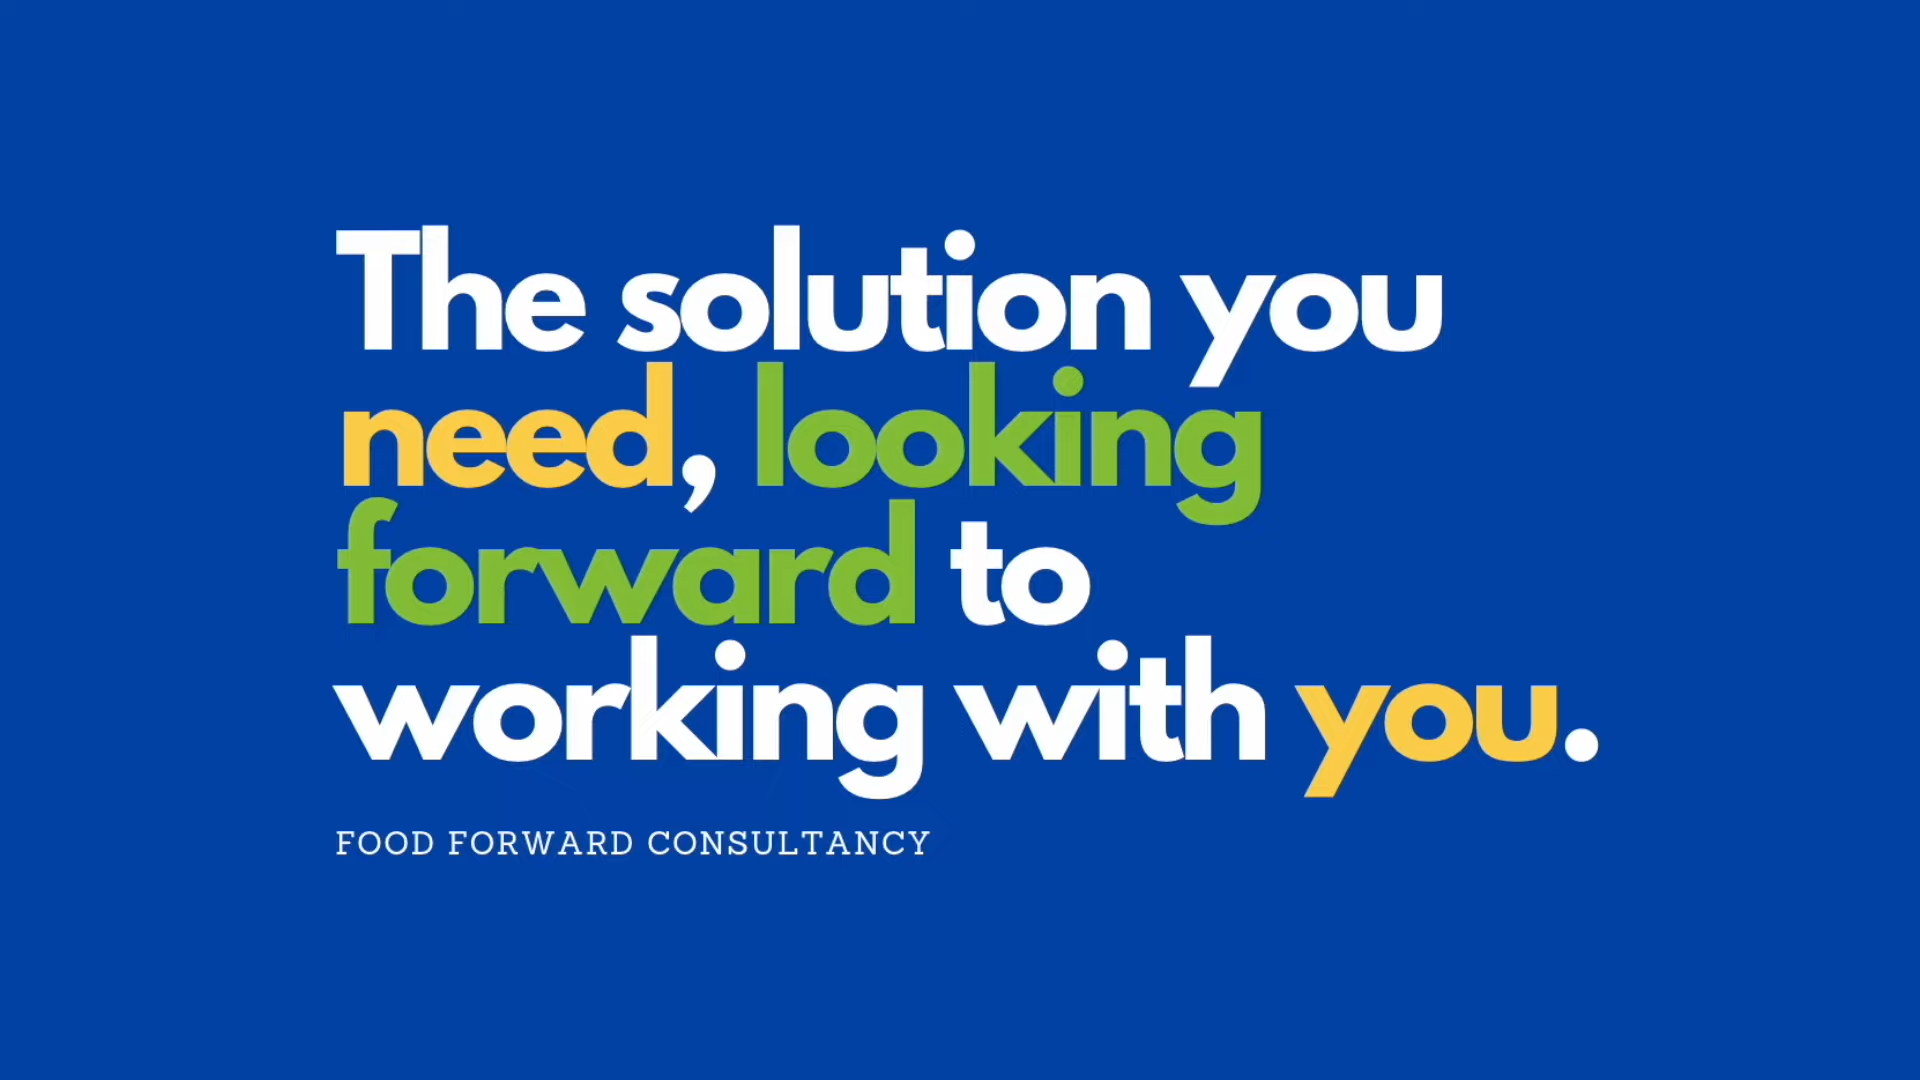 The solution you
need, looking
forward to
working with you.
FOOD FORWARD CONSULTANCY